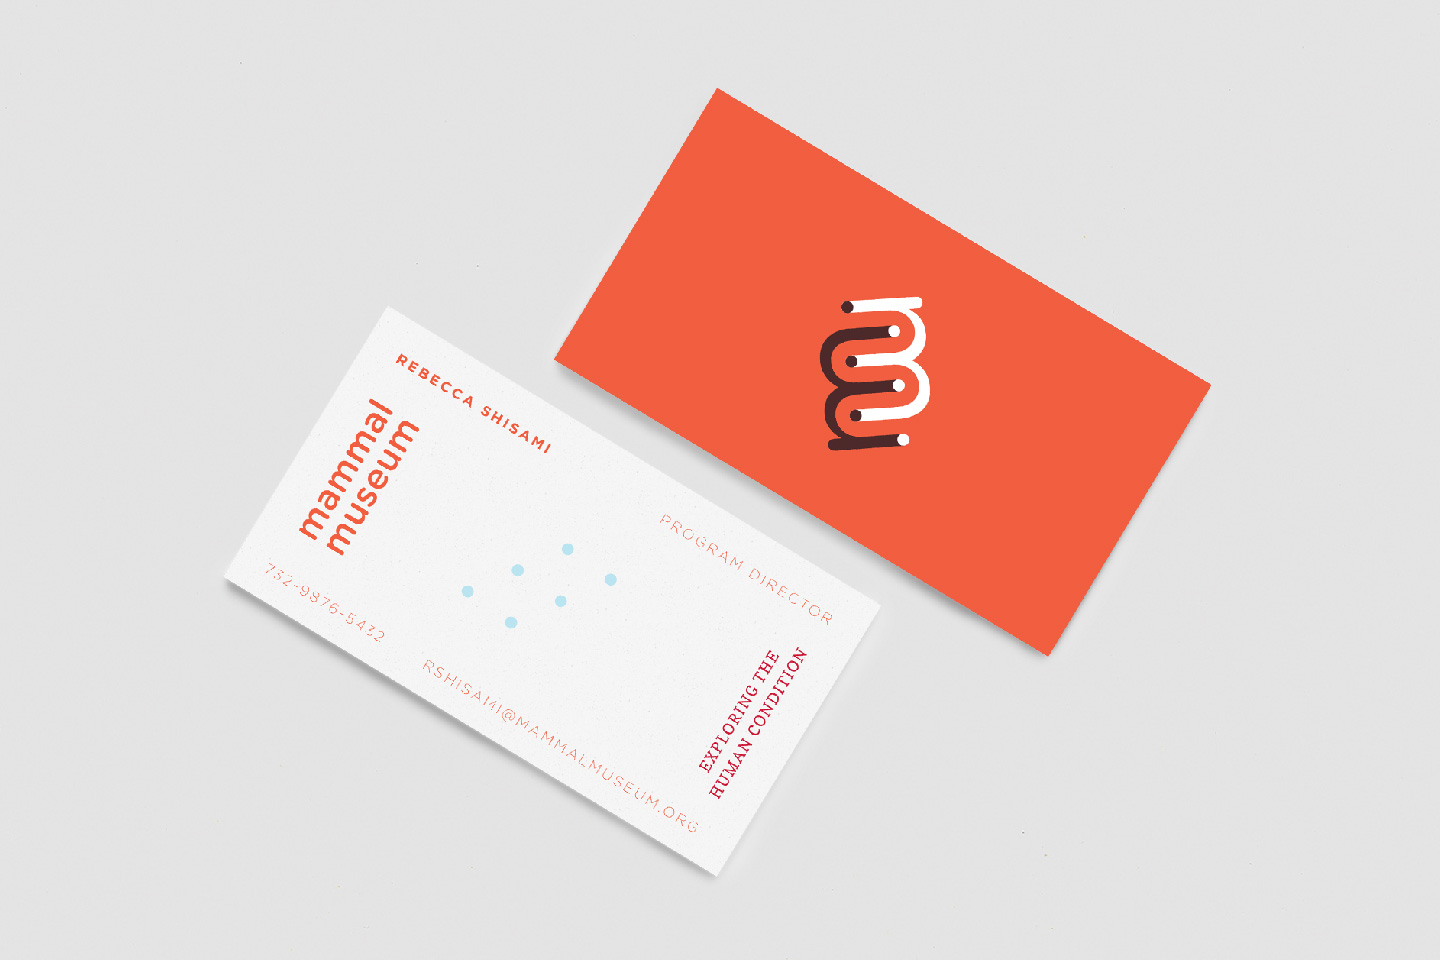 REBECCA SHISAMI
mammal
museum
PROGRAM DIRECTOR
732-9876-5432
RSHISAMI@MAMMALMUSEUM.ORG
EXPLORING THE
HUMAN CONDITION